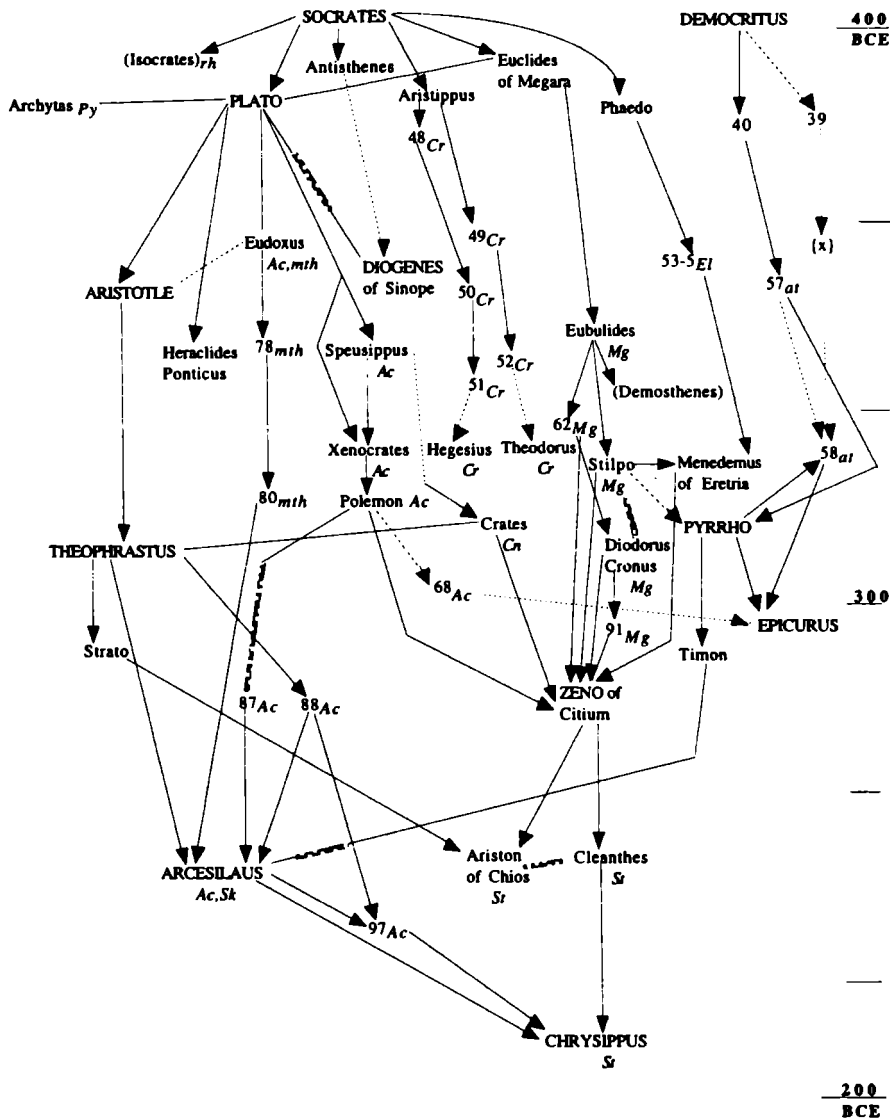 SOCRATES
DEMOCRITUS
400
BCE
(Isocrates)rh
Antisthenes
Euclides
of Megara
Archytas Py
PLATO
Aristippus
Phaedo
48Cr
40
39
49Cr
{x}
Eudoxus
Ac,mth
DIOGENES
of Sinope
53-5El
57at
ARISTOTLE
50Cr
Heraclides
Ponticus
78mth
Speusippus
Ac
Eubulides
Mg
52Cr
51Cr
(Demosthenes)
62Mg
Xenocrates
Ac
Hegesius
Cr
Theodorus
Cr
Stilpo
Mg
Menedemus
of Eretria
58at
80mth
Polemon Ac
Crates
Cn
PYRRHO
THEOPHRASTUS
Diodorus
Cronus
Mg
68Ac
300
EPICURUS
91Mg
Strato
Timon
87Ac
88Ac
ZENO of
Citium
ARCESILAUS
Ac,Sk
Ariston
of Chios
St
Cleanthes
St
97Ac
CHRYSIPPUS
St
200
BCE